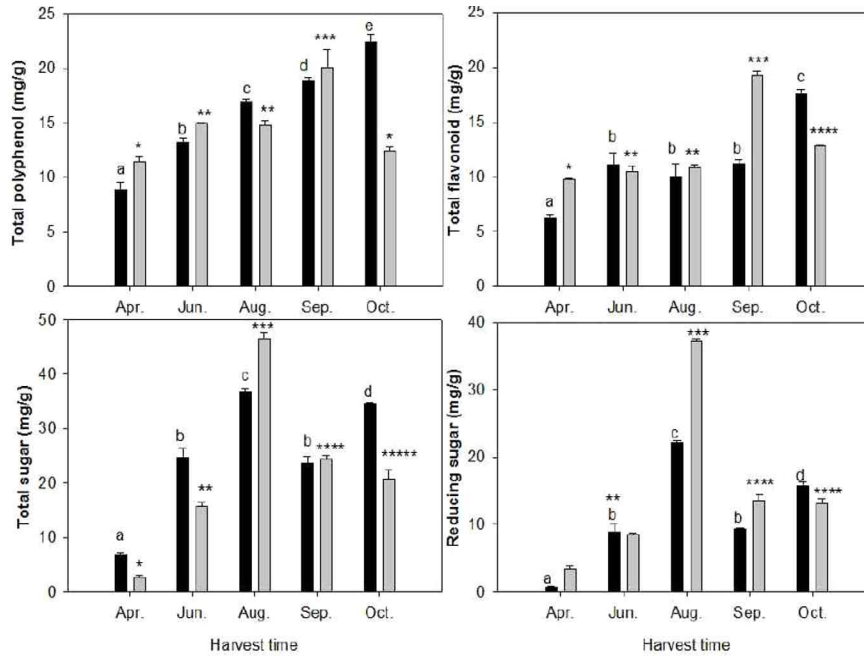 Total polyphenol (mg/g)
25
20
15
10
5
0
a
*
b
**
c
**
d
***
e
*
Apr.
Jun.
Aug.
Sep.
Oct.
Total flavonoid (mg/g)
25
20
15
10
5
0
a
*
b
**
b
**
b
***
c
****
Apr.
Jun.
Aug.
Sep.
Oct.
Total sugar (mg/g)
50
40
30
20
10
0
a
*
b
**
c
***
b
****
d
*****
Apr.
Jun.
Aug.
Sep.
Oct.
Harvest time
Reducing sugar (mg/g)
40
30
20
10
0
a
**
b
c
***
b
****
d
****
Apr.
Jun.
Aug.
Sep.
Oct.
Harvest time